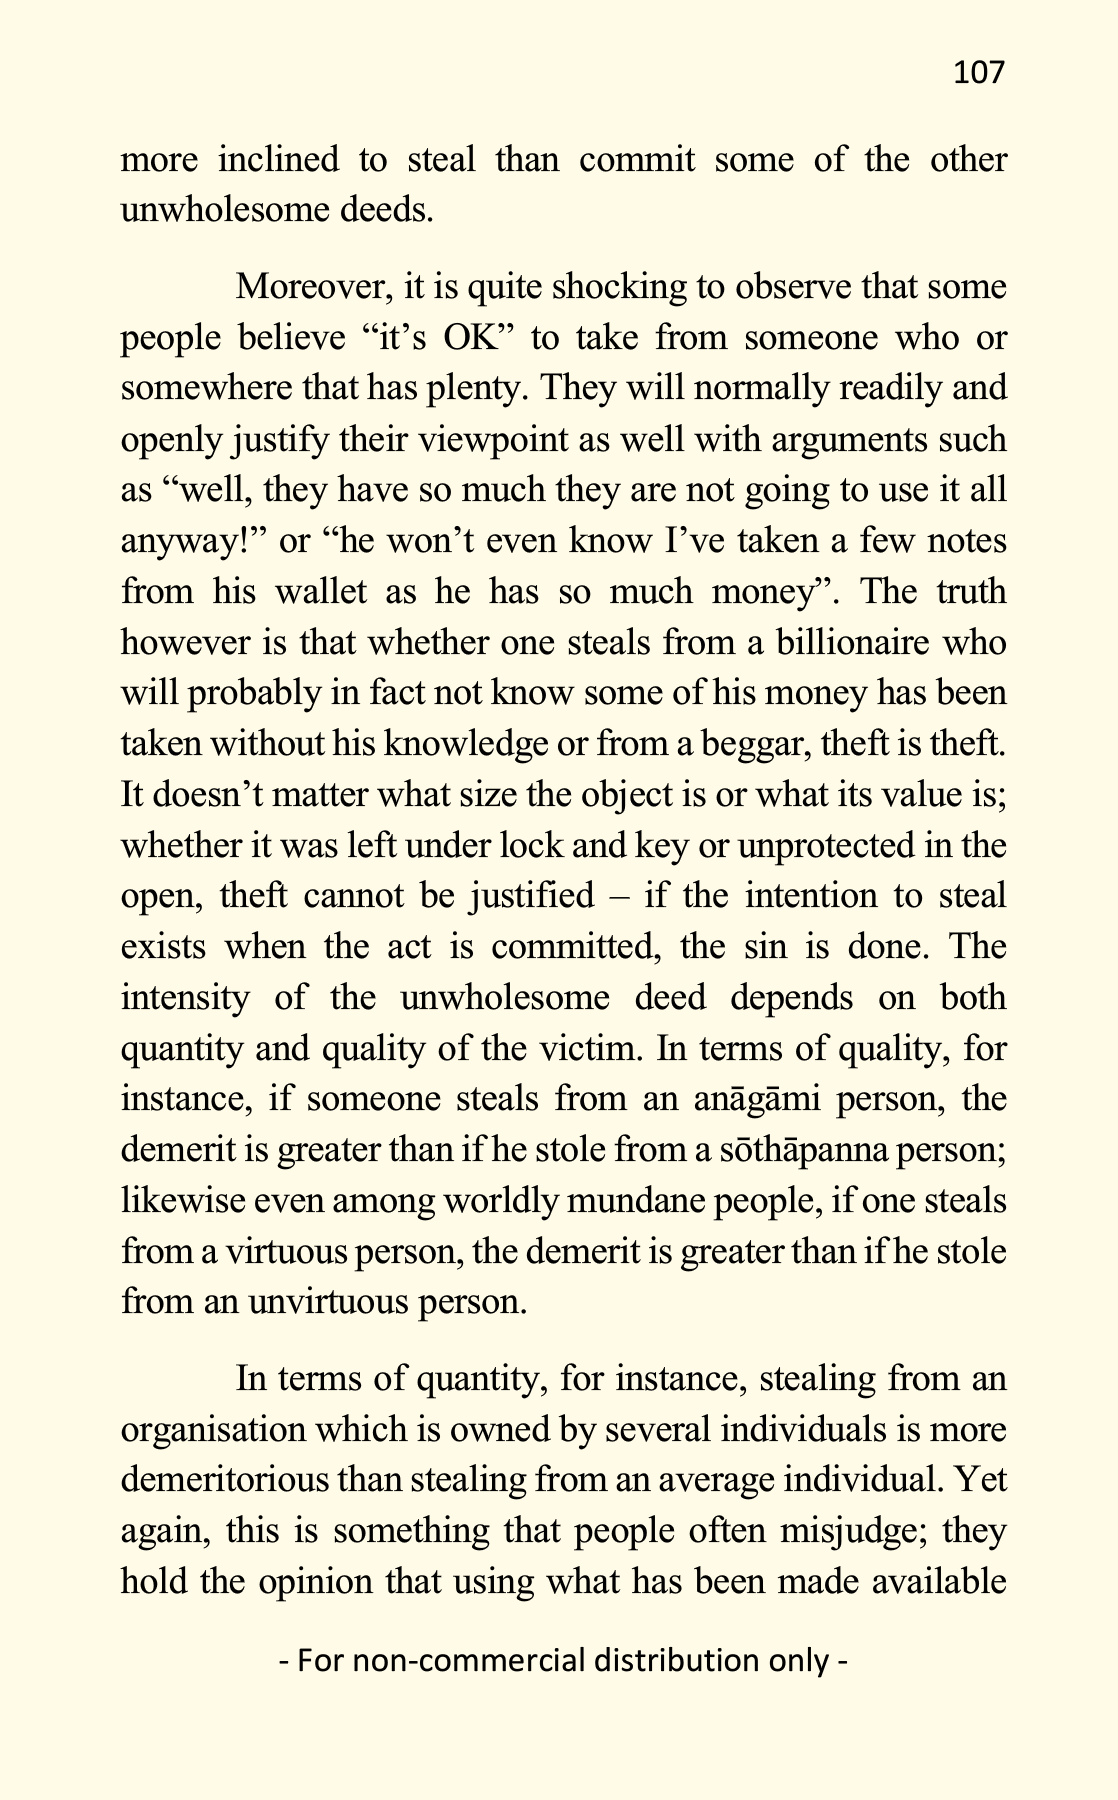 107
more inclined to steal than commit some of the other
unwholesome deeds.
Moreover, it is quite shocking to observe that some
people believe “it’s OK” to take from someone who or
somewhere that has plenty. They will normally readily and
openly justify their viewpoint as well with arguments such
as “well, they have so much they are not going to use it all
anyway!” or “he won’t even know I’ve taken a few notes
from his wallet as he has so much money”. The truth
however is that whether one steals from a billionaire who
will probably in fact not know some of his money has been
taken without his knowledge or from a beggar, theft is theft.
It doesn’t matter what size the object is or what its value is;
whether it was left under lock and key or unprotected in the
open, theft cannot be justified – if the intention to steal
exists when the act is committed, the sin is done. The
intensity of the unwholesome deed depends on both
quantity and quality of the victim. In terms of quality, for
instance, if someone steals from an anāgāmi person, the
demerit is greater than if he stole from a sōthāpanna person;
likewise even among worldly mundane people, if one steals
from a virtuous person, the demerit is greater than if he stole
from an unvirtuous person.
In terms of quantity, for instance, stealing from an
organisation which is owned by several individuals is more
demeritorious than stealing from an average individual. Yet
again, this is something that people often misjudge; they
hold the opinion that using what has been made available
- For non-commercial distribution only -